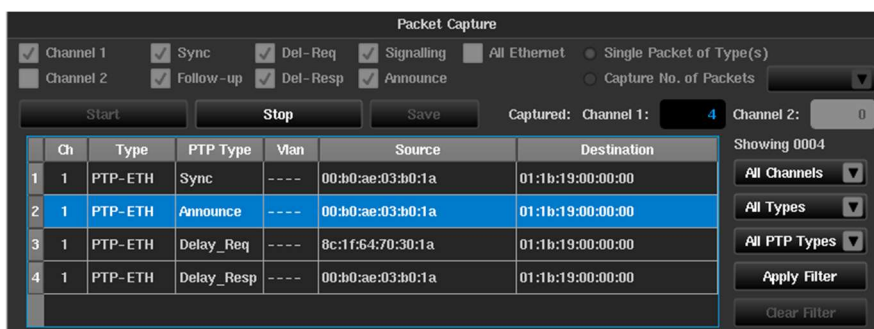 Packet Capture
Channel 1 Sync Del-Req Signalling All Ethernet Single Packet of Type(s)
Channel 2 Follow-up Del-Resp Announce Capture No. of Packets
Start Stop Save Captured: Channel 1: 4 Channel 2: 0
Ch Type PTP Type Vlan Source Destination Showing 0004
1 1 PTP-ETH Sync ---- 00:b0:ae:03:b0:1a 01:1b:19:00:00:00 All Channels
2 1 PTP-ETH Announce ---- 00:b0:ae:03:b0:1a 01:1b:19:00:00:00 All Types
3 1 PTP-ETH Delay_Req ---- 8c:1f:64:70:30:1a 01:1b:19:00:00:00 All PTP Types
4 1 PTP-ETH Delay_Resp ---- 00:b0:ae:03:b0:1a 01:1b:19:00:00:00 Apply Filter
Clear Filter